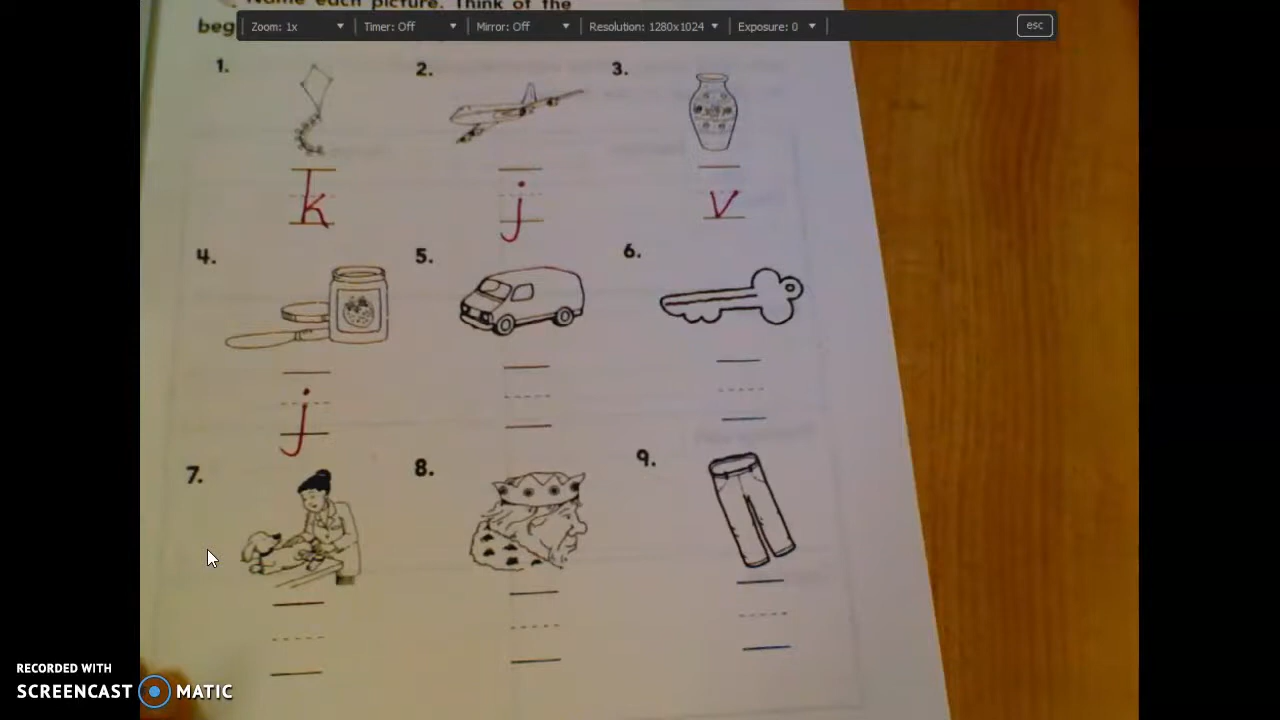 Name each picture. Think of the
beg
Zoom: 1x Timer: Off Mirror: Off Resolution: 1280x1024 Exposure: 0 esc
1. 2. 3.
k j v
4. 5. 6.
j
7. 8. 9.
RECORDED WITH
SCREENCAST MATIC